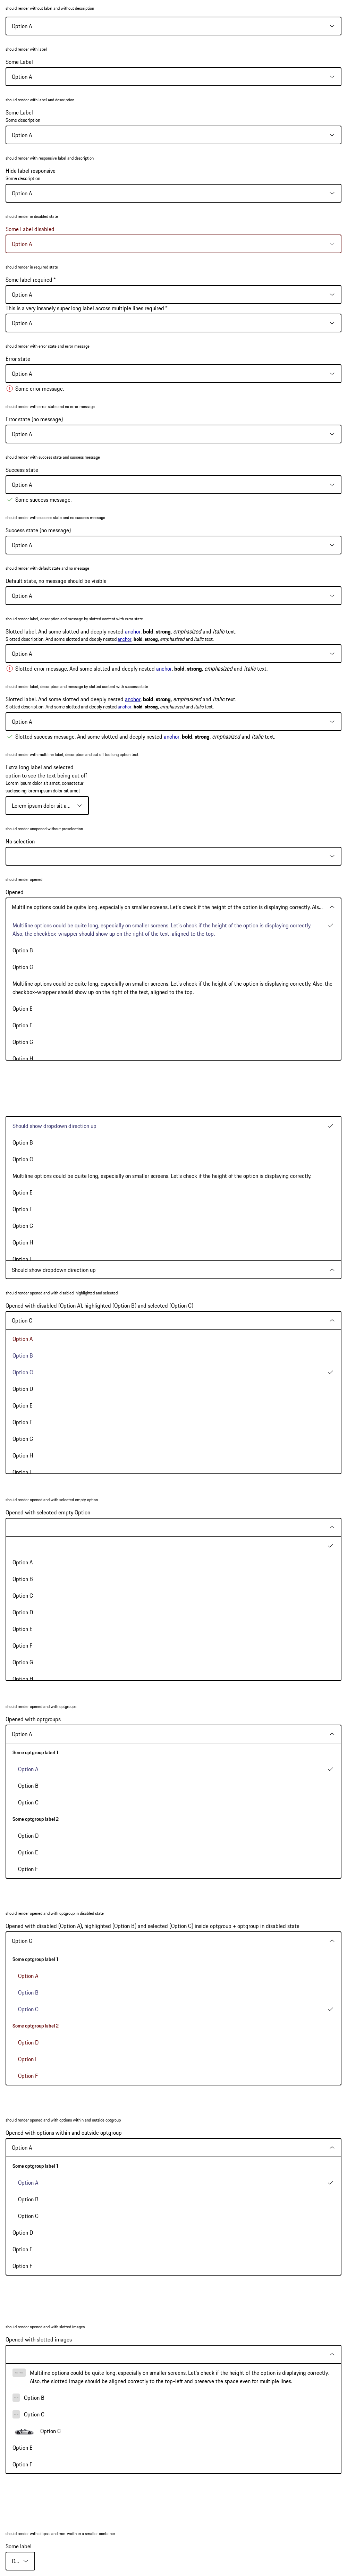 should render without label and without description
Option A
should render with label
Some Label
Option A
should render with label and description
Some Label
Some description
Option A
should render with responsive label and description
Hide label responsive
Some description
Option A
should render in disabled state
Some Label disabled
Option A
should render in required state
Some label required *
Option A
This is a very insanely super long label across multiple lines required *
Option A
should render with error state and error message
Error state
Option A
Some error message.
should render with error state and no error message
Error state (no message)
Option A
should render with success state and success message
Success state
Option A
Some success message.
should render with success state and no success message
Success state (no message)
Option A
should render with default state and no message
Default state, no message should be visible
Option A
should render label, description and message by slotted content with error state
Slotted label. And some slotted and deeply nested anchor, bold, strong, emphasized and italic text.
Slotted description. And some slotted and deeply nested anchor, bold, strong, emphasized and italic text.
Option A
Slotted error message. And some slotted and deeply nested anchor, bold, strong, emphasized and italic text.
should render label, description and message by slotted content with success state
Slotted label. And some slotted and deeply nested anchor, bold, strong, emphasized and italic text.
Slotted description. And some slotted and deeply nested anchor, bold, strong, emphasized and italic text.
Option A
Slotted success message. And some slotted and deeply nested anchor, bold, strong, emphasized and italic text.
should render with multiline label, description and cut off too long option text
Extra long label and selected
option to see the text being cut off
Lorem ipsum dolor sit amet, consetetur
sadipscing lorem ipsum dolor sit amet
Lorem ipsum dolor sit a...
should render unopened without preselection
No selection
should render opened
Opened
Multiline options could be quite long, especially on smaller screens. Let's check if the height of the option is displaying correctly. Als...
Multiline options could be quite long, especially on smaller screens. Let's check if the height of the option is displaying correctly.
Also, the checkbox-wrapper should show up on the right of the text, aligned to the top.
Option B
Option C
Multiline options could be quite long, especially on smaller screens. Let's check if the height of the option is displaying correctly. Also, the
checkbox-wrapper should show up on the right of the text, aligned to the top.
Option E
Option F
Option G
Option H
Should show dropdown direction up
Option B
Option C
Multiline options could be quite long, especially on smaller screens. Let's check if the height of the option is displaying correctly.
Option E
Option F
Option G
Option H
Option I
Should show dropdown direction up
should render opened and with disabled, highlighted and selected
Opened with disabled (Option A), highlighted (Option B) and selected (Option C)
Option C
Option A
Option B
Option C
Option D
Option E
Option F
Option G
Option H
Option I
should render opened and with selected empty option
Opened with selected empty Option
Option A
Option B
Option C
Option D
Option E
Option F
Option G
Option H
should render opened and with optgroups
Opened with optgroups
Option A
Some optgroup label 1
Option A
Option B
Option C
Some optgroup label 2
Option D
Option E
Option F
should render opened and with optgroup in disabled state
Opened with disabled (Option A), highlighted (Option B) and selected (Option C) inside optgroup + optgroup in disabled state
Option C
Some optgroup label 1
Option A
Option B
Option C
Some optgroup label 2
Option D
Option E
Option F
should render opened and with options within and outside optgroup
Opened with options within and outside optgroup
Option A
Some optgroup label 1
Option A
Option B
Option C
Option D
Option E
Option F
should render opened and with slotted images
Opened with slotted images
Multiline options could be quite long, especially on smaller screens. Let's check if the height of the option is displaying correctly.
Also, the slotted image should be aligned correctly to the top-left and preserve the space even for multiple lines.
Option B
Option C
Option C
Option E
Option F
should render with ellipsis and min-width in a smaller container
Some label
O...